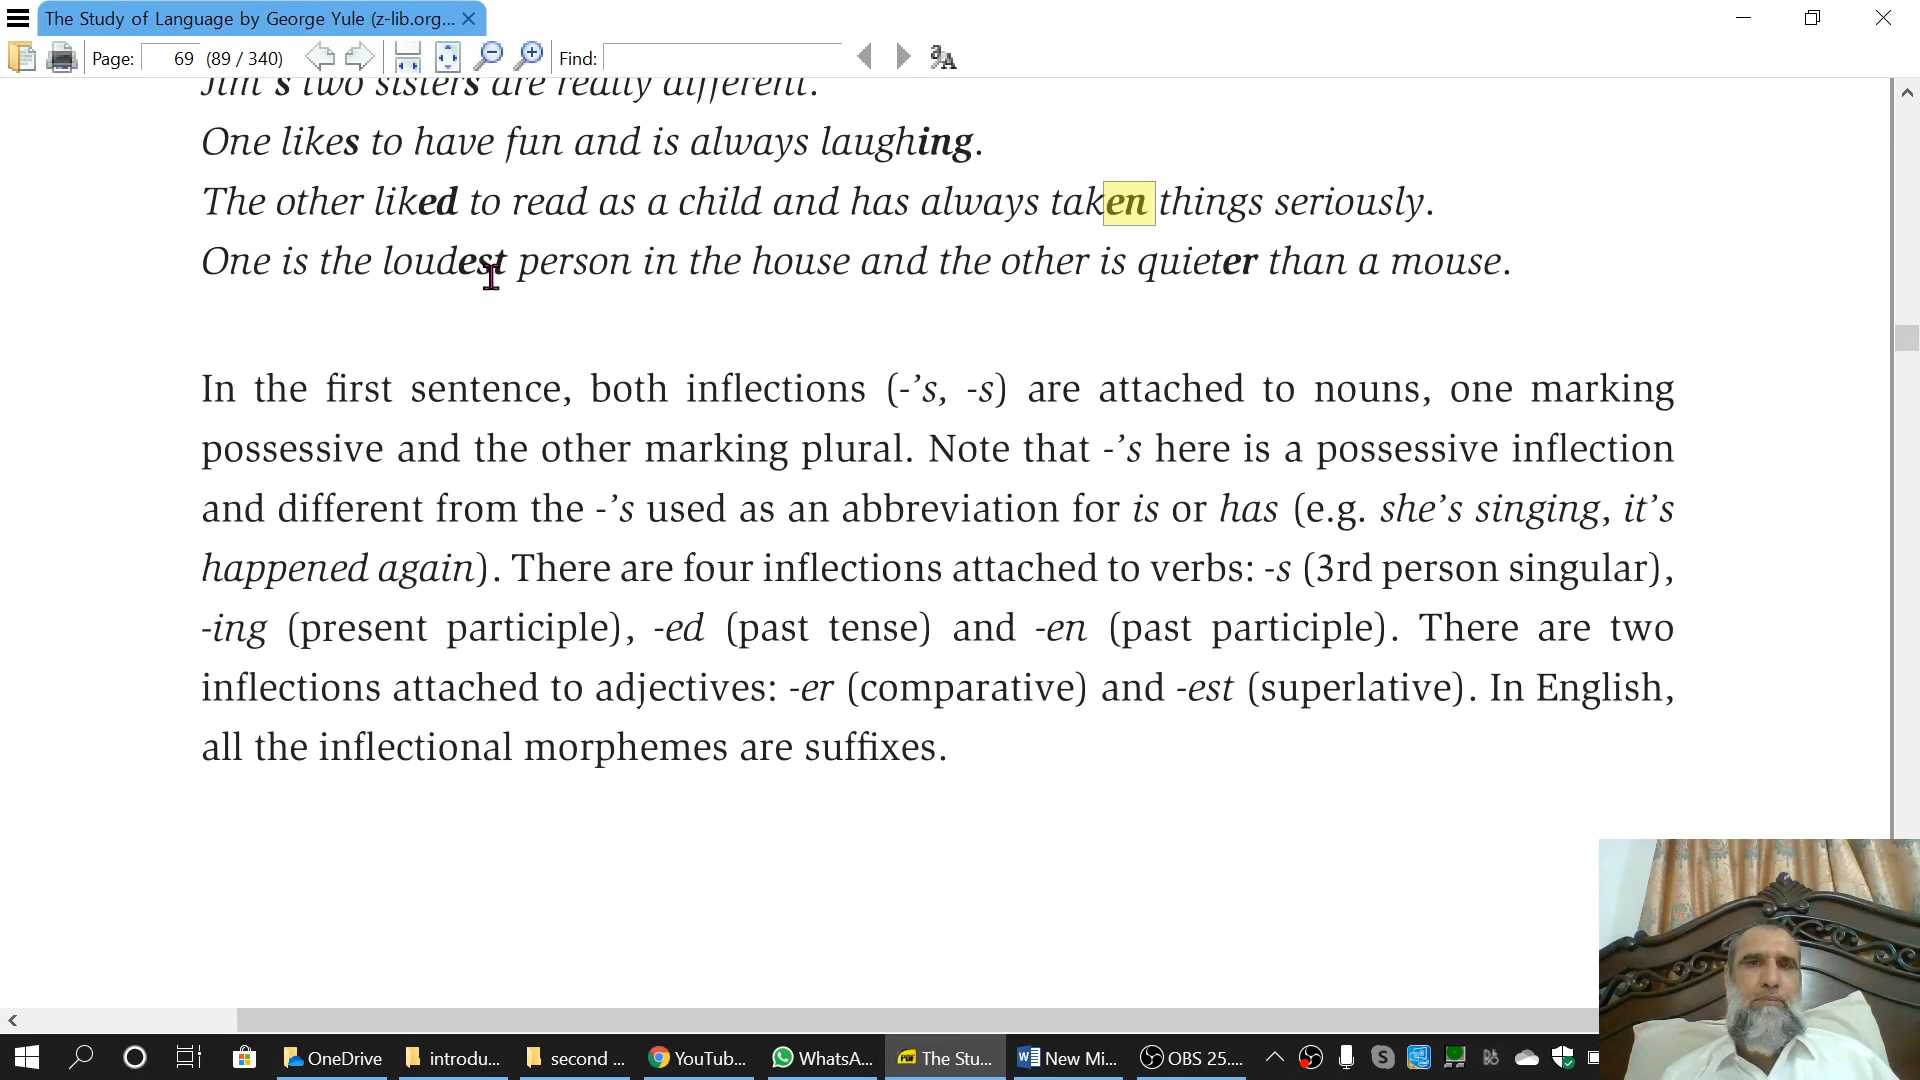 The Study of Language by George Yule (z-lib.org...
Page: 69 (89 / 340) Find:
Jim's two sisters are really different.
One likes to have fun and is always laughing.
The other liked to read as a child and has always taken things seriously.
One is the loudest person in the house and the other is quieter than a mouse.
In the first sentence, both inflections (-’s, -s) are attached to nouns, one marking
possessive and the other marking plural. Note that -’s here is a possessive inflection
and different from the -’s used as an abbreviation for is or has (e.g. she’s singing, it’s
happened again). There are four inflections attached to verbs: -s (3rd person singular),
-ing (present participle), -ed (past tense) and -en (past participle). There are two
inflections attached to adjectives: -er (comparative) and -est (superlative). In English,
all the inflectional morphemes are suffixes.
OneDrive introdu... second ... YouTub... WhatsA... The Stu... New Mi... OBS 25....